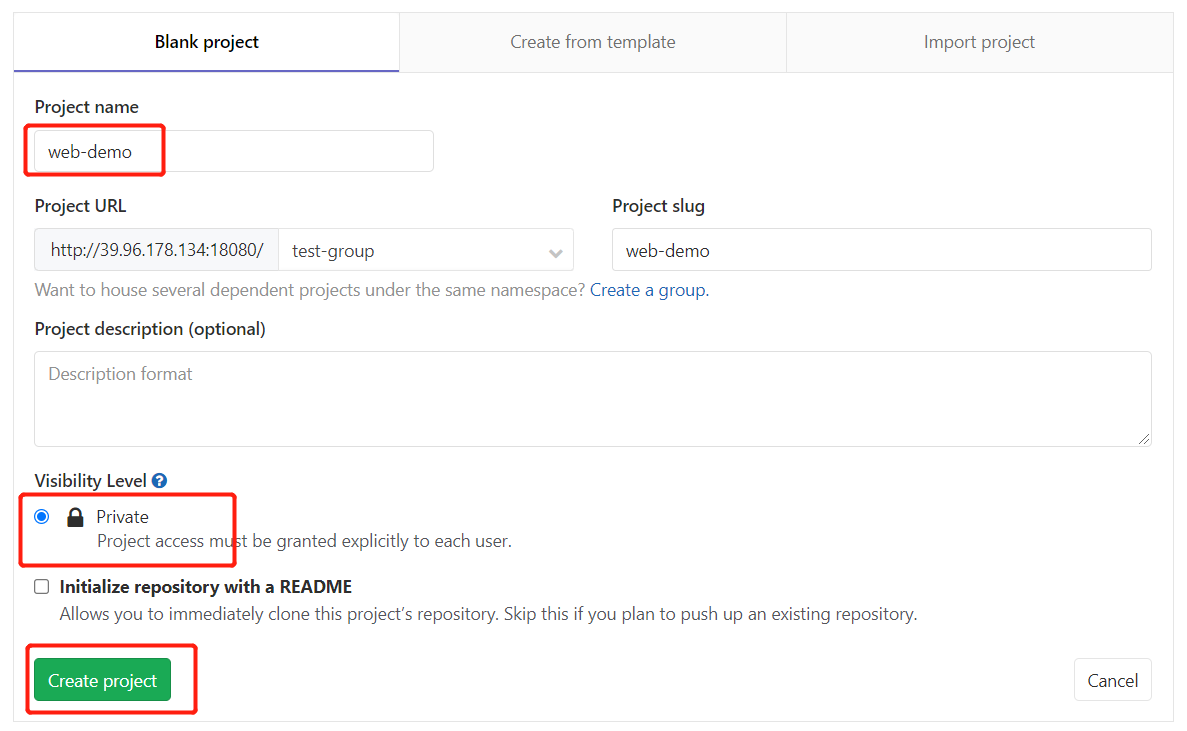 Blank project
Create from template
Import project
Project name
web-demo
Project URL
Project slug
http://39.96.178.134:18080/
test-group
web-demo
Want to house several dependent projects under the same namespace? Create a group.
Project description (optional)
Description format
Visibility Level ?
Private
Project access must be granted explicitly to each user.
Initialize repository with a README
Allows you to immediately clone this project’s repository. Skip this if you plan to push up an existing repository.
Create project
Cancel